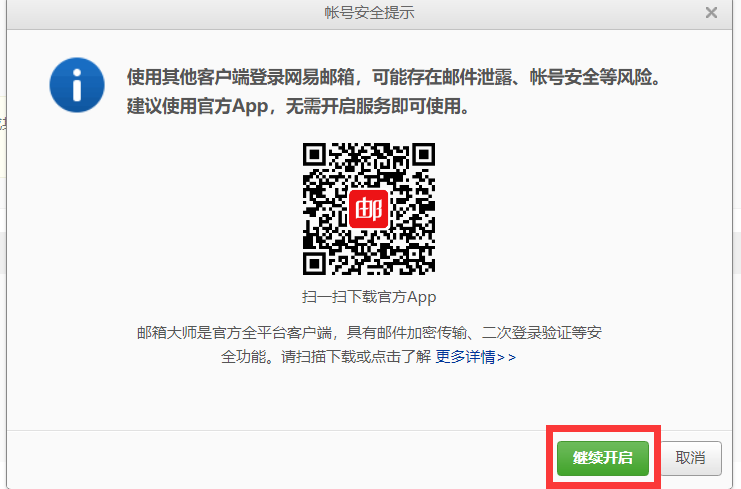 帐号安全提示
使用其他客户端登录网易邮箱，可能存在邮件泄露、帐号安全等风险。
建议使用官方App，无需开启服务即可使用。
邮
扫一扫下载官方App
邮箱大师是官方全平台客户端，具有邮件加密传输、二次登录验证等安
全功能。请扫描下载或点击了解 更多详情>>
继续开启 取消